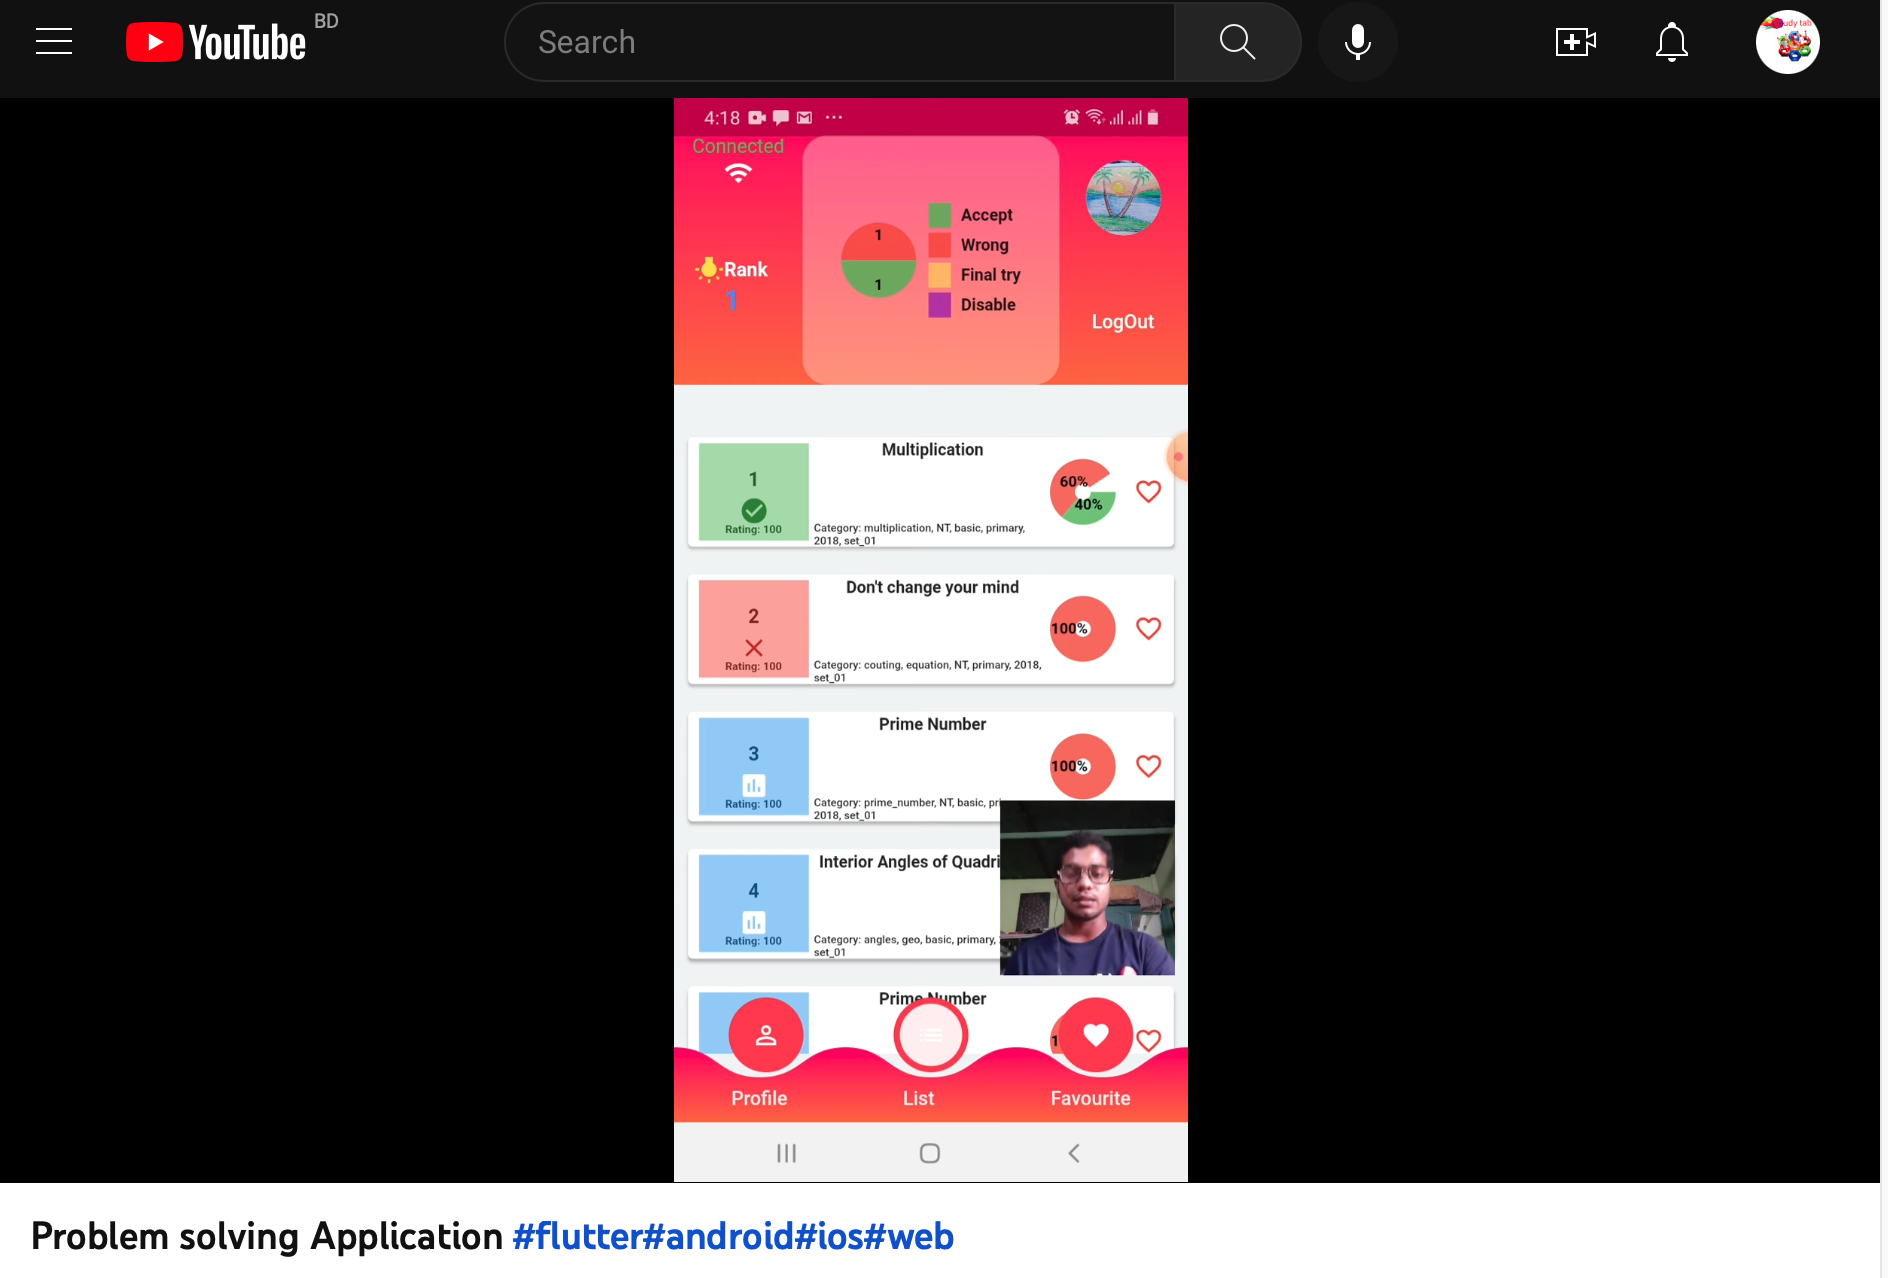 YouTube BD
Search
udy tab
4:18
Connected
Rank
1
1
1
Accept
Wrong
Final try
Disable
LogOut
Multiplication
1
Rating: 100
Category: multiplication, NT, basic, primary,
2018, set_01
60%
40%
Don't change your mind
2
Rating: 100
Category: couting, equation, NT, primary, 2018,
set_01
100%
Prime Number
3
Rating: 100
Category: prime_number, NT, basic, pri
2018, set_01
100%
Interior Angles of Quadri
4
Rating: 100
Category: angles, geo, basic, primary,
set_01
Prime Number
1
Profile
List
Favourite
Problem solving Application #flutter#android#ios#web